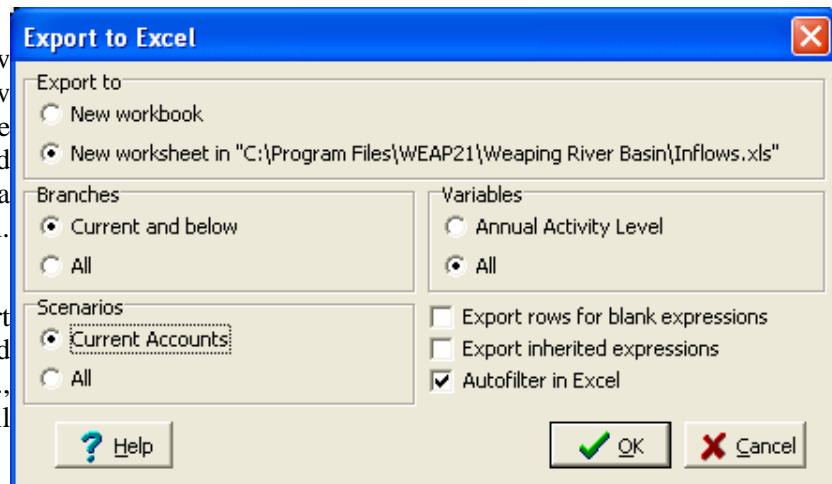 Export to Excel
Export to
New workbook
New worksheet in "C:\Program Files\WEAP21\Weaping River Basin\Inflows.xls"
Branches
Current and below
All
Variables
Annual Activity Level
All
Scenarios
Current Accounts
All
Export rows for blank expressions
Export inherited expressions
Autofilter in Excel
Help
OK
Cancel